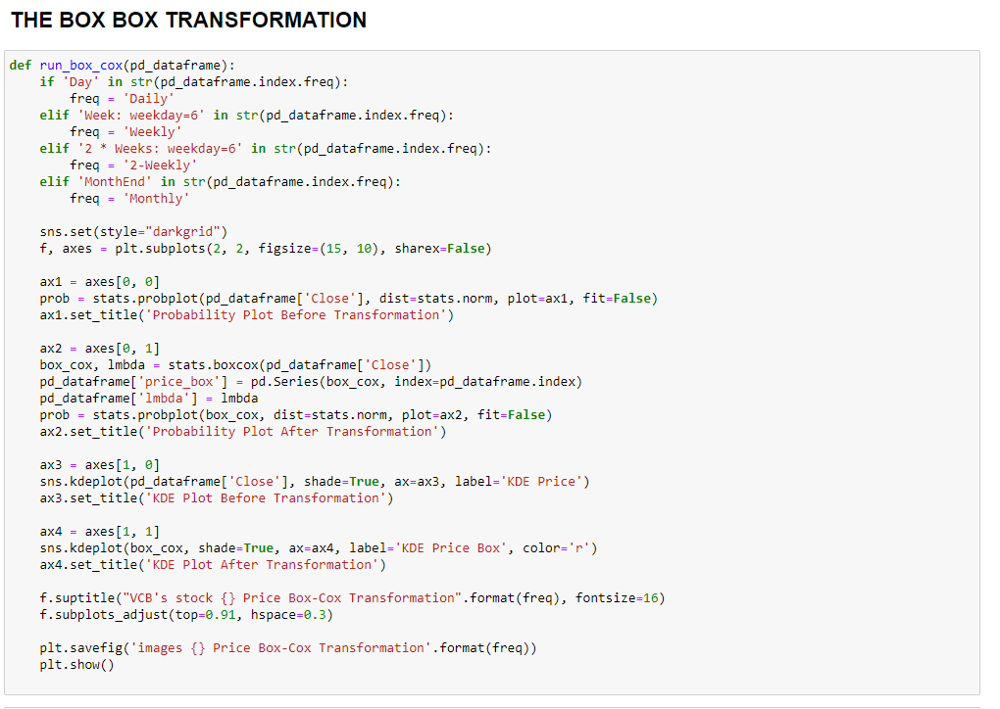 THE BOX BOX TRANSFORMATION
def run_box_cox(pd_dataframe):
    if 'Day' in str(pd_dataframe.index.freq):
        freq = 'Daily'
    elif 'Week: weekday=6' in str(pd_dataframe.index.freq):
        freq = 'Weekly'
    elif '2 * Weeks: weekday=6' in str(pd_dataframe.index.freq):
        freq = '2-Weekly'
    elif 'MonthEnd' in str(pd_dataframe.index.freq):
        freq = 'Monthly'

    sns.set(style="darkgrid")
    f, axes = plt.subplots(2, 2, figsize=(15, 10), sharex=False)

    ax1 = axes[0, 0]
    prob = stats.probplot(pd_dataframe['Close'], dist=stats.norm, plot=ax1, fit=False)
    ax1.set_title('Probability Plot Before Transformation')

    ax2 = axes[0, 1]
    box_cox, lmbda = stats.boxcox(pd_dataframe['Close'])
    pd_dataframe['price_box'] = pd.Series(box_cox, index=pd_dataframe.index)
    pd_dataframe['lmbda'] = lmbda
    prob = stats.probplot(box_cox, dist=stats.norm, plot=ax2, fit=False)
    ax2.set_title('Probability Plot After Transformation')

    ax3 = axes[1, 0]
    sns.kdeplot(pd_dataframe['Close'], shade=True, ax=ax3, label='KDE Price')
    ax3.set_title('KDE Plot Before Transformation')

    ax4 = axes[1, 1]
    sns.kdeplot(box_cox, shade=True, ax=ax4, label='KDE Price Box', color='r')
    ax4.set_title('KDE Plot After Transformation')

    f.suptitle("VCB's stock {} Price Box-Cox Transformation".format(freq), fontsize=16)
    f.subplots_adjust(top=0.91, hspace=0.3)

    plt.savefig('images {} Price Box-Cox Transformation'.format(freq))
    plt.show()